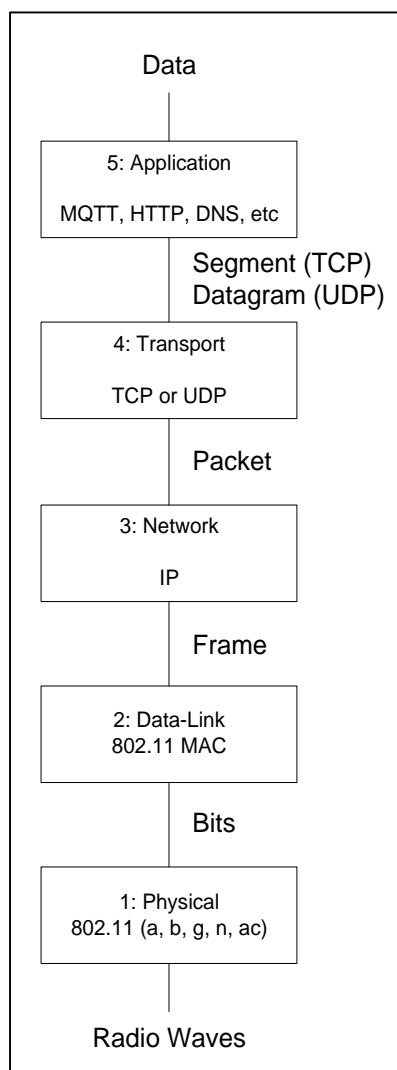 Data
5: Application
MQTT, HTTP, DNS, etc
Segment (TCP)
Datagram (UDP)
4: Transport
TCP or UDP
Packet
3: Network
IP
Frame
2: Data-Link
802.11 MAC
Bits
1: Physical
802.11 (a, b, g, n, ac)
Radio Waves